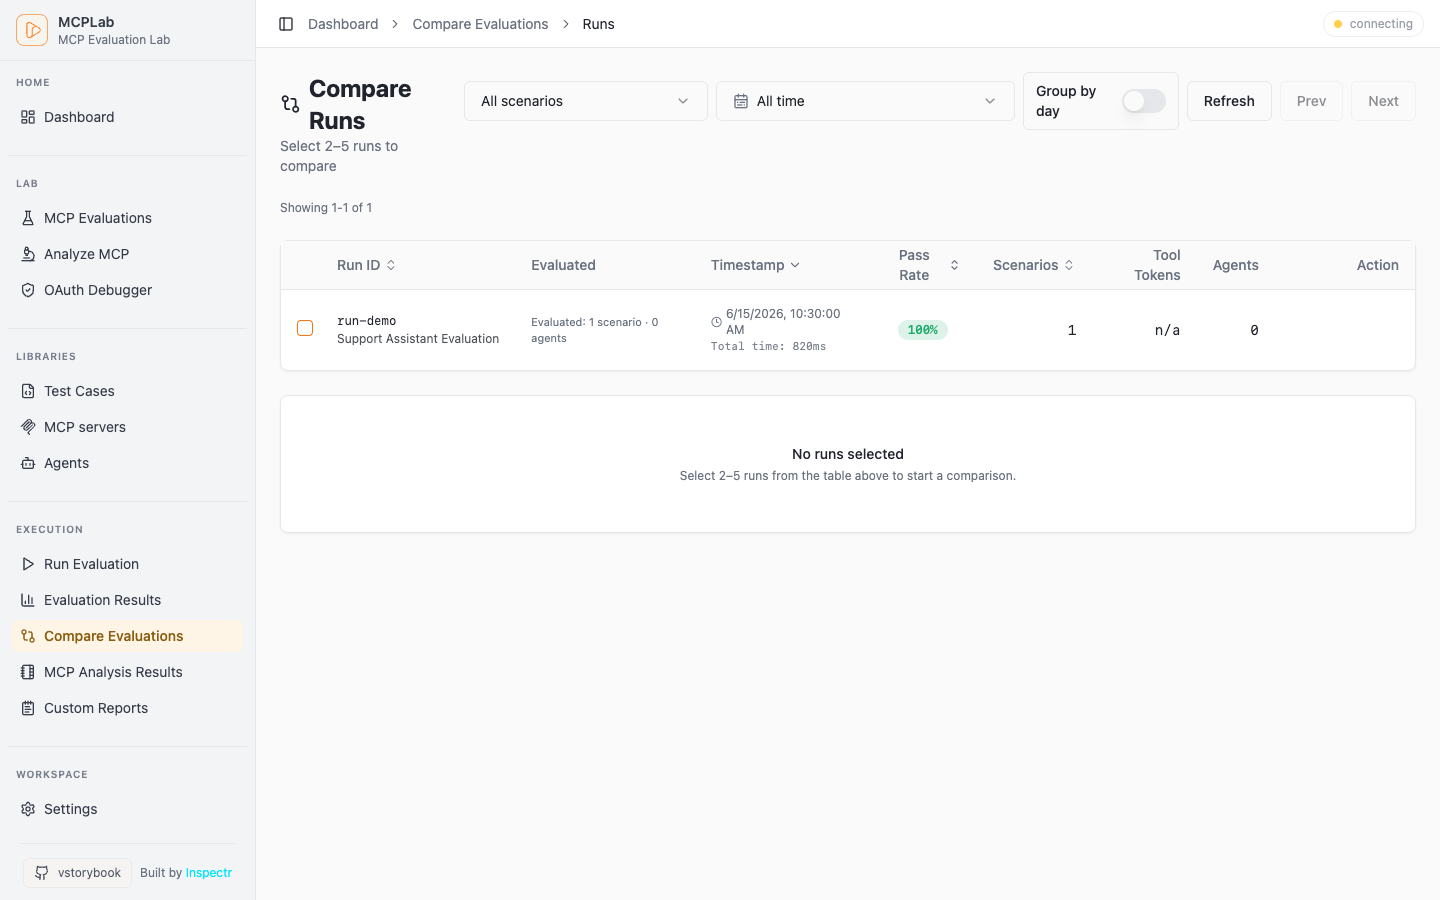 MCPLab
MCP Evaluation Lab
HOME
Dashboard
LAB
MCP Evaluations
Analyze MCP
OAuth Debugger
LIBRARIES
Test Cases
MCP servers
Agents
EXECUTION
Run Evaluation
Evaluation Results
Compare Evaluations
MCP Analysis Results
Custom Reports
WORKSPACE
Settings
vstorybook
Built by Inspectr
Dashboard > Compare Evaluations > Runs
connecting
Compare
Runs
Select 2–5 runs to
compare
All scenarios
All time
Group by
day
Refresh
Prev
Next
Showing 1-1 of 1
Run ID
Evaluated
Timestamp
Pass
Rate
Scenarios
Tool
Tokens
Agents
Action
run-demo
Support Assistant Evaluation
Evaluated: 1 scenario · 0
agents
6/15/2026, 10:30:00
AM
Total time: 820ms
100%
1
n/a
0
No runs selected
Select 2–5 runs from the table above to start a comparison.